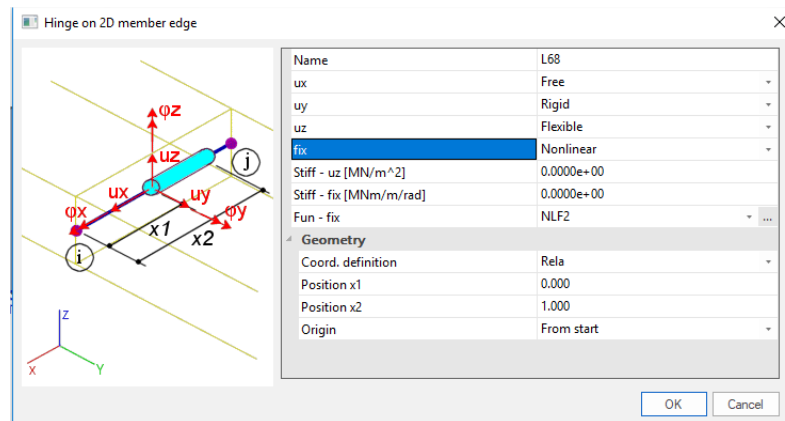 Hinge on 2D member edge
φz
uz
j
ux
uy
φx
φy
x1
x2
i
z
x
Y
Name L68
ux Free
uy Rigid
uz Flexible
fix Nonlinear
Stiff - uz [MN/m^2] 0.0000e+00
Stiff - fix [MNm/m/rad] 0.0000e+00
Fun - fix NLF2 ...
Geometry
Coord. definition Rela
Position x1 0.000
Position x2 1.000
Origin From start
OK Cancel